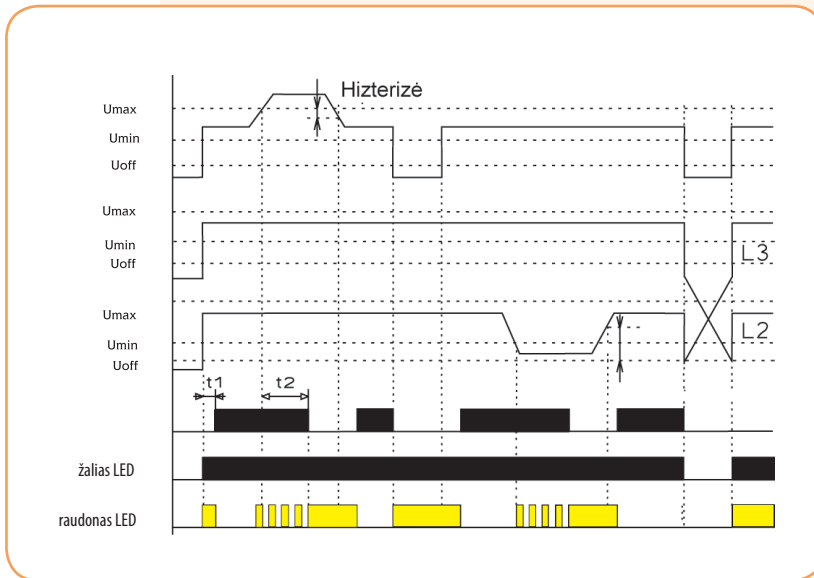 Hizterizė
Umax
Umin
Uoff
Umax
Umin
L3
Uoff
Umax
L2
Umin
Uoff
t1 t2
žalias LED
raudonas LED